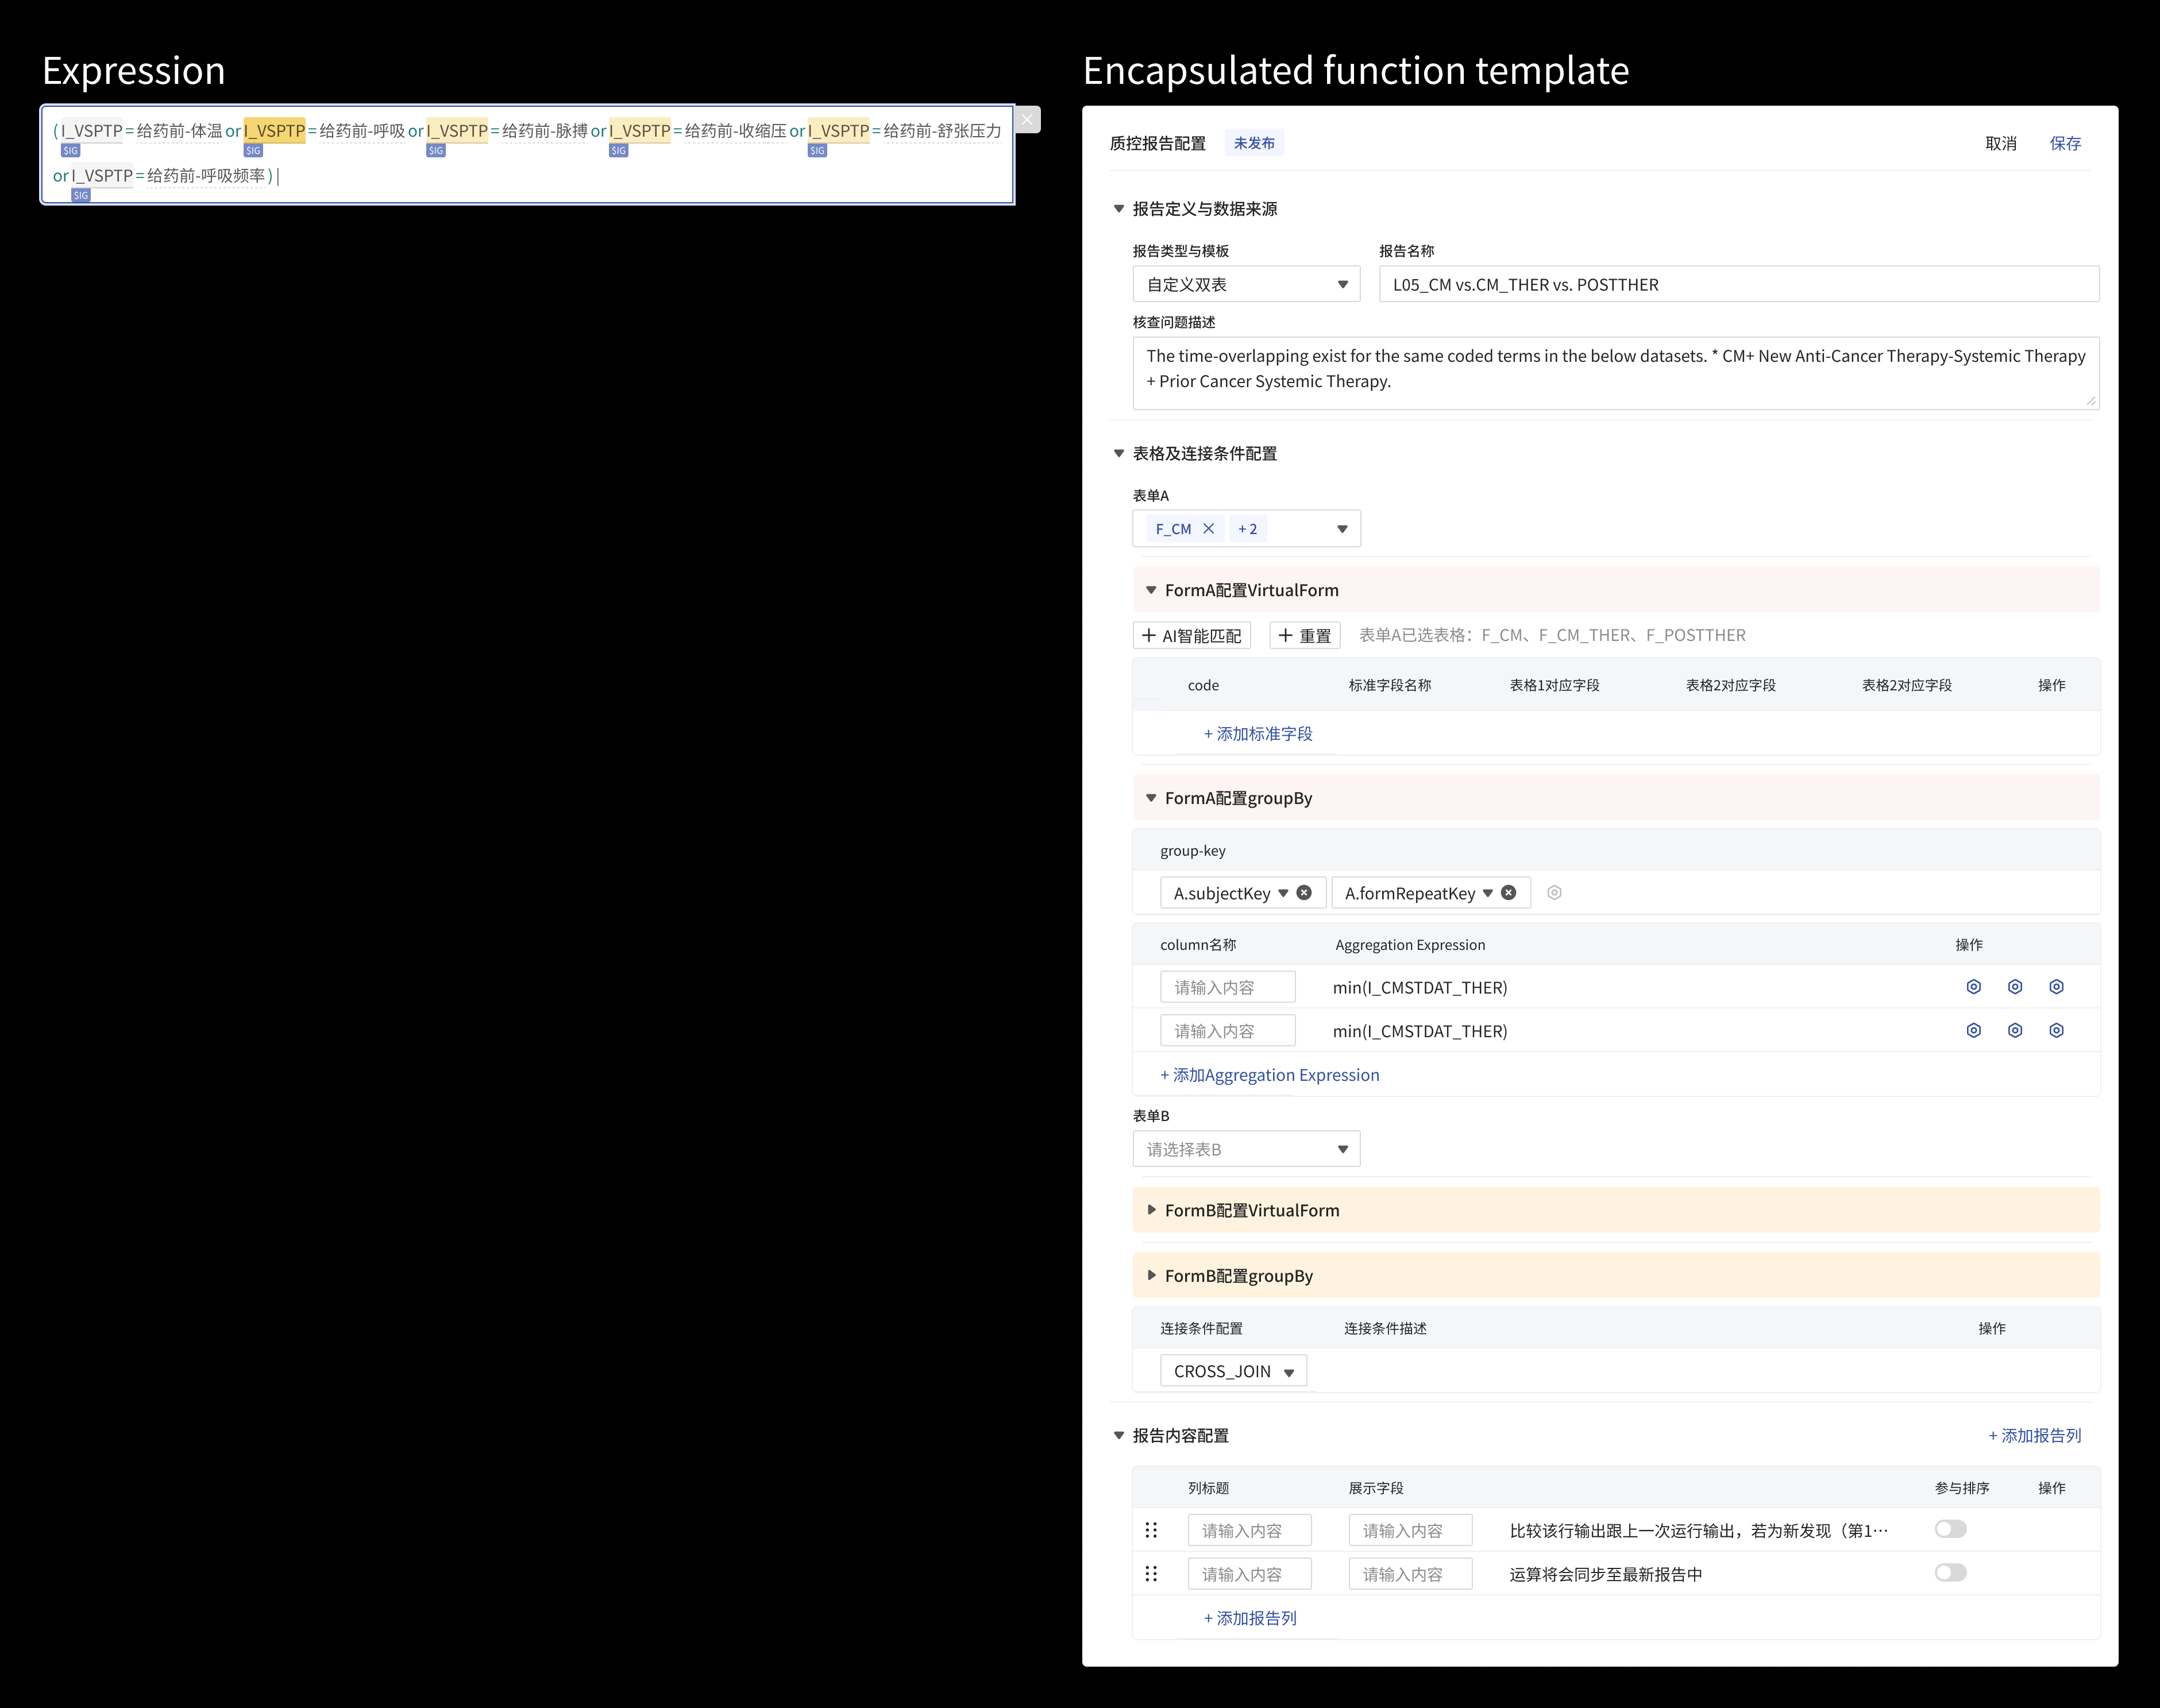 Expression
(I_VSPTP=给药前-体温 or I_VSPTP=给药前-呼吸 or I_VSPTP=给药前-脉搏 or I_VSPTP=给药前-收缩压 or I_VSPTP=给药前-舒张压力
$IG $IG $IG $IG $IG
or I_VSPTP=给药前-呼吸频率)
$IG
Encapsulated function template
质控报告配置 未发布 取消 保存
报告定义与数据来源
报告类型与模板 报告名称
自定义双表 L05_CM vs.CM_THER vs. POSTTHER
核查问题描述
The time-overlapping exist for the same coded terms in the below datasets. * CM+ New Anti-Cancer Therapy-Systemic Therapy
+ Prior Cancer Systemic Therapy.
表格及连接条件配置
表单A
F_CM + 2
FormA配置VirtualForm
+ AI智能匹配 + 重置 表单A已选表格：F_CM、F_CM_THER、F_POSTTHER
code 标准字段名称 表格1对应字段 表格2对应字段 表格2对应字段 操作
+ 添加标准字段
FormA配置groupBy
group-key
A.subjectKey A.formRepeatKey
column名称 Aggregation Expression 操作
请输入内容 min(I_CMSTDAT_THER)
请输入内容 min(I_CMSTDAT_THER)
+ 添加Aggregation Expression
表单B
请选择表B
FormB配置VirtualForm
FormB配置groupBy
连接条件配置 连接条件描述 操作
CROSS_JOIN
报告内容配置 + 添加报告列
列标题 展示字段 参与排序 操作
请输入内容 请输入内容 比较该行输出跟上一次运行输出，若为新发现（第1…
请输入内容 请输入内容 运算将会同步至最新报告中
+ 添加报告列